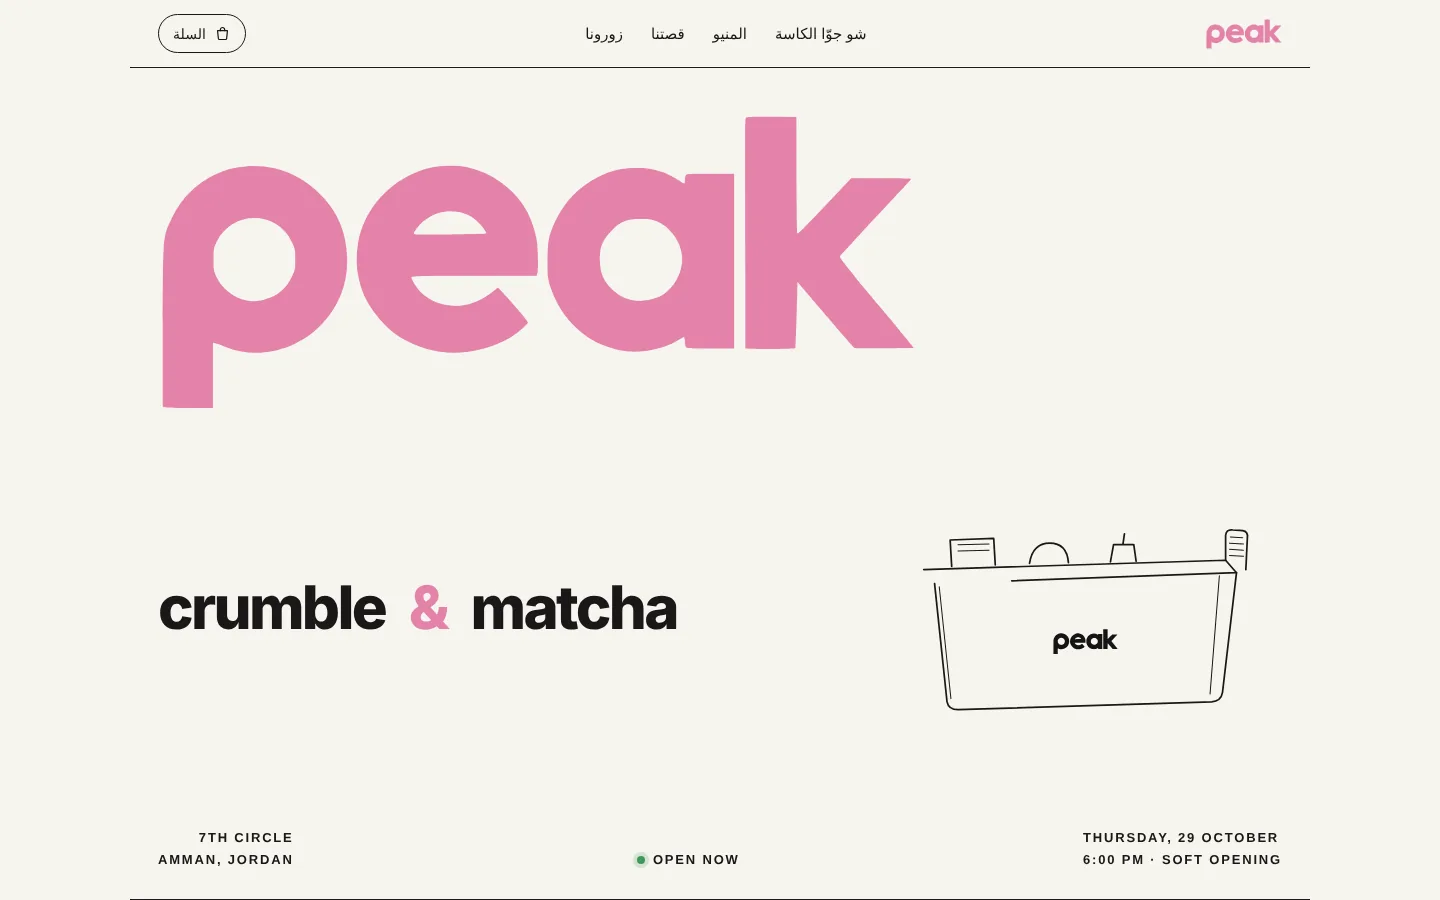 peak
شو جوّا الكاسة
المنيو
قصتنا
زورونا
السلة
peak
crumble & matcha
peak
7TH CIRCLE
AMMAN, JORDAN
OPEN NOW
THURSDAY, 29 OCTOBER
6:00 PM · SOFT OPENING